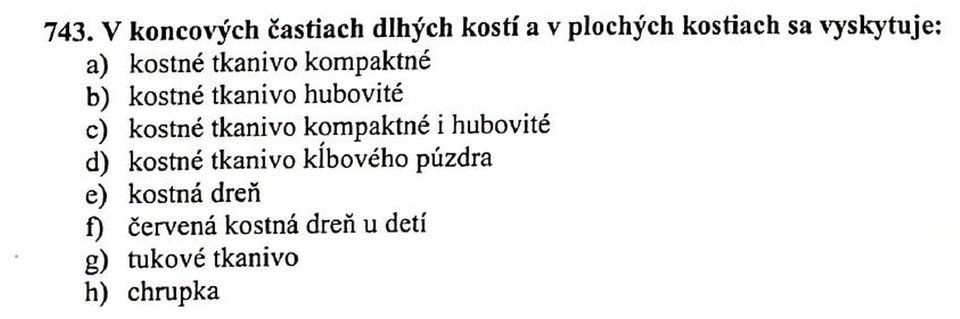 743. V koncových častiach dlhých kostí a v plochých kostiach sa vyskytuje:
a) kostné tkanivo kompaktné
b) kostné tkanivo hubovité
c) kostné tkanivo kompaktné i hubovité
d) kostné tkanivo kĺbového púzdra
e) kostná dreň
f) červená kostná dreň u detí
g) tukové tkanivo
h) chrupka